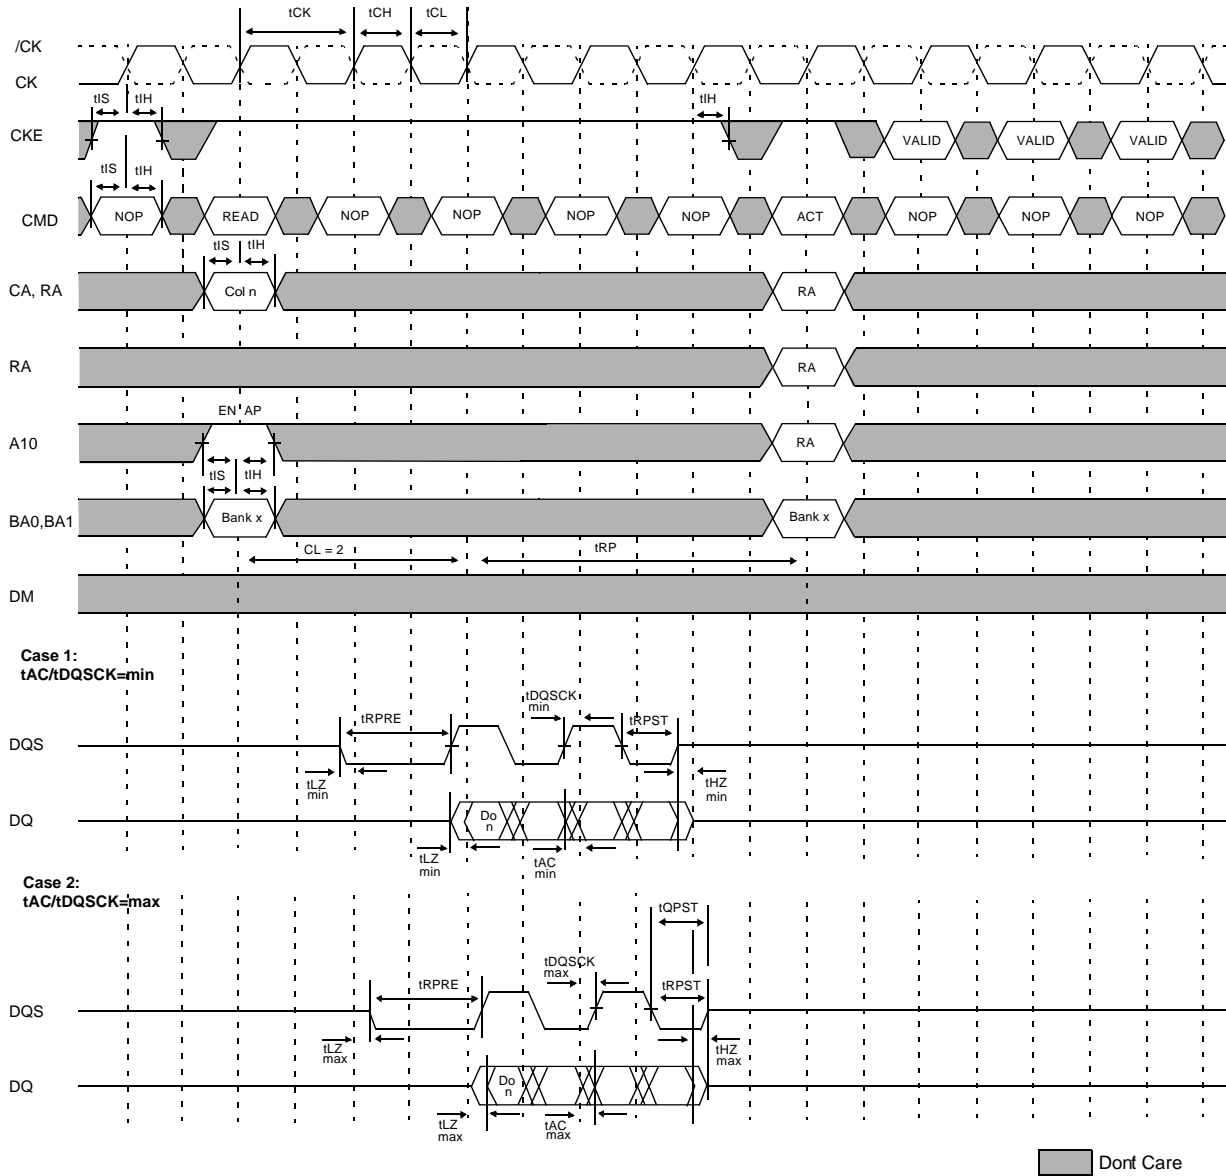 tCK tCH tCL
/CK
CK
tIS tIH tIH
CKE VALID VALID VALID
tIS tIH
CMD NOP READ NOP NOP NOP NOP ACT NOP NOP NOP
tIS tIH
CA, RA Col n RA
RA RA
EN AP
A10 RA
tIS tIH
BA0,BA1 Bank x Bank x
CL = 2 tRP
DM
Case 1:
tAC/tDQSCK=min
tDQSCK
min
tRPRE tRPST
DQS
tLZ
min
tHZ
min
DQ Do
n
tLZ
min
tAC
min
Case 2:
tAC/tDQSCK=max
tQPST
tDQSCK
max
tRPRE tRPST
DQS
tLZ
max
tHZ
max
DQ Do
n
tLZ
max
tAC
max
Dont Care